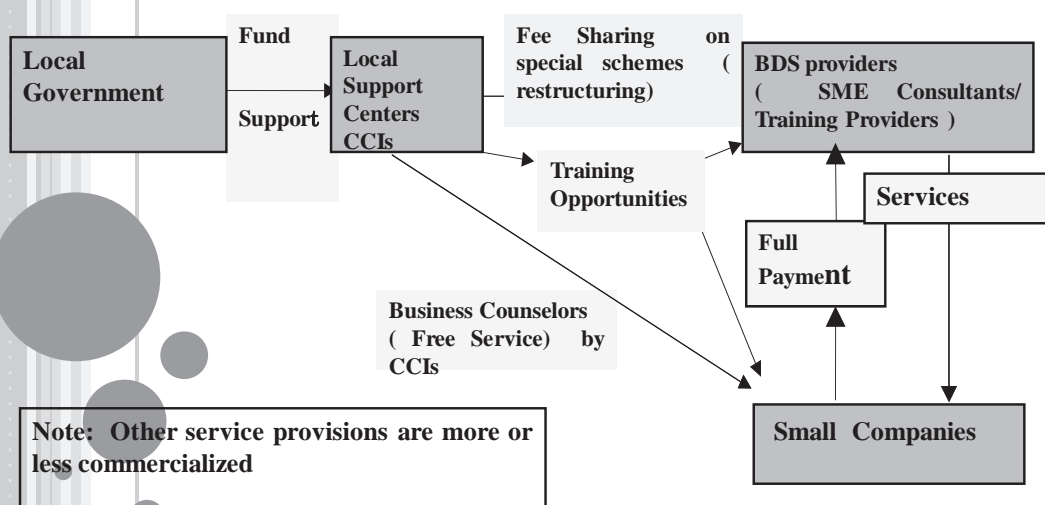 Local
Government
Fund
Support
Local
Support
Centers
CCIs
Fee Sharing on
special schemes (
restructuring)
BDS providers
( SME Consultants/
Training Providers )
Training
Opportunities
Services
Full
Payment
Business Counselors
( Free Service) by
CCIs
Small Companies
Note: Other service provisions are more or
less commercialized